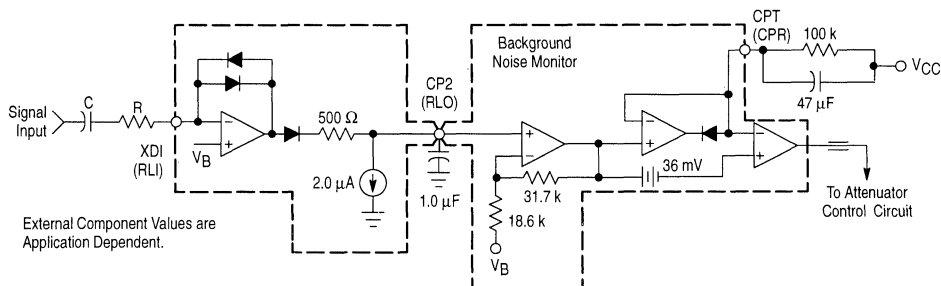 Signal
Input
C
R
XDI
(RLI)
−
+
V_B
500 Ω
2.0 µA
CP2
(RLO)
1.0 µF
Background
Noise Monitor
+
−
31.7 k
18.6 k
V_B
−
+
36 mV
CPT
(CPR)
100 k
47 µF
V_CC
−
+
To Attenuator
Control Circuit
External Component Values are
Application Dependent.